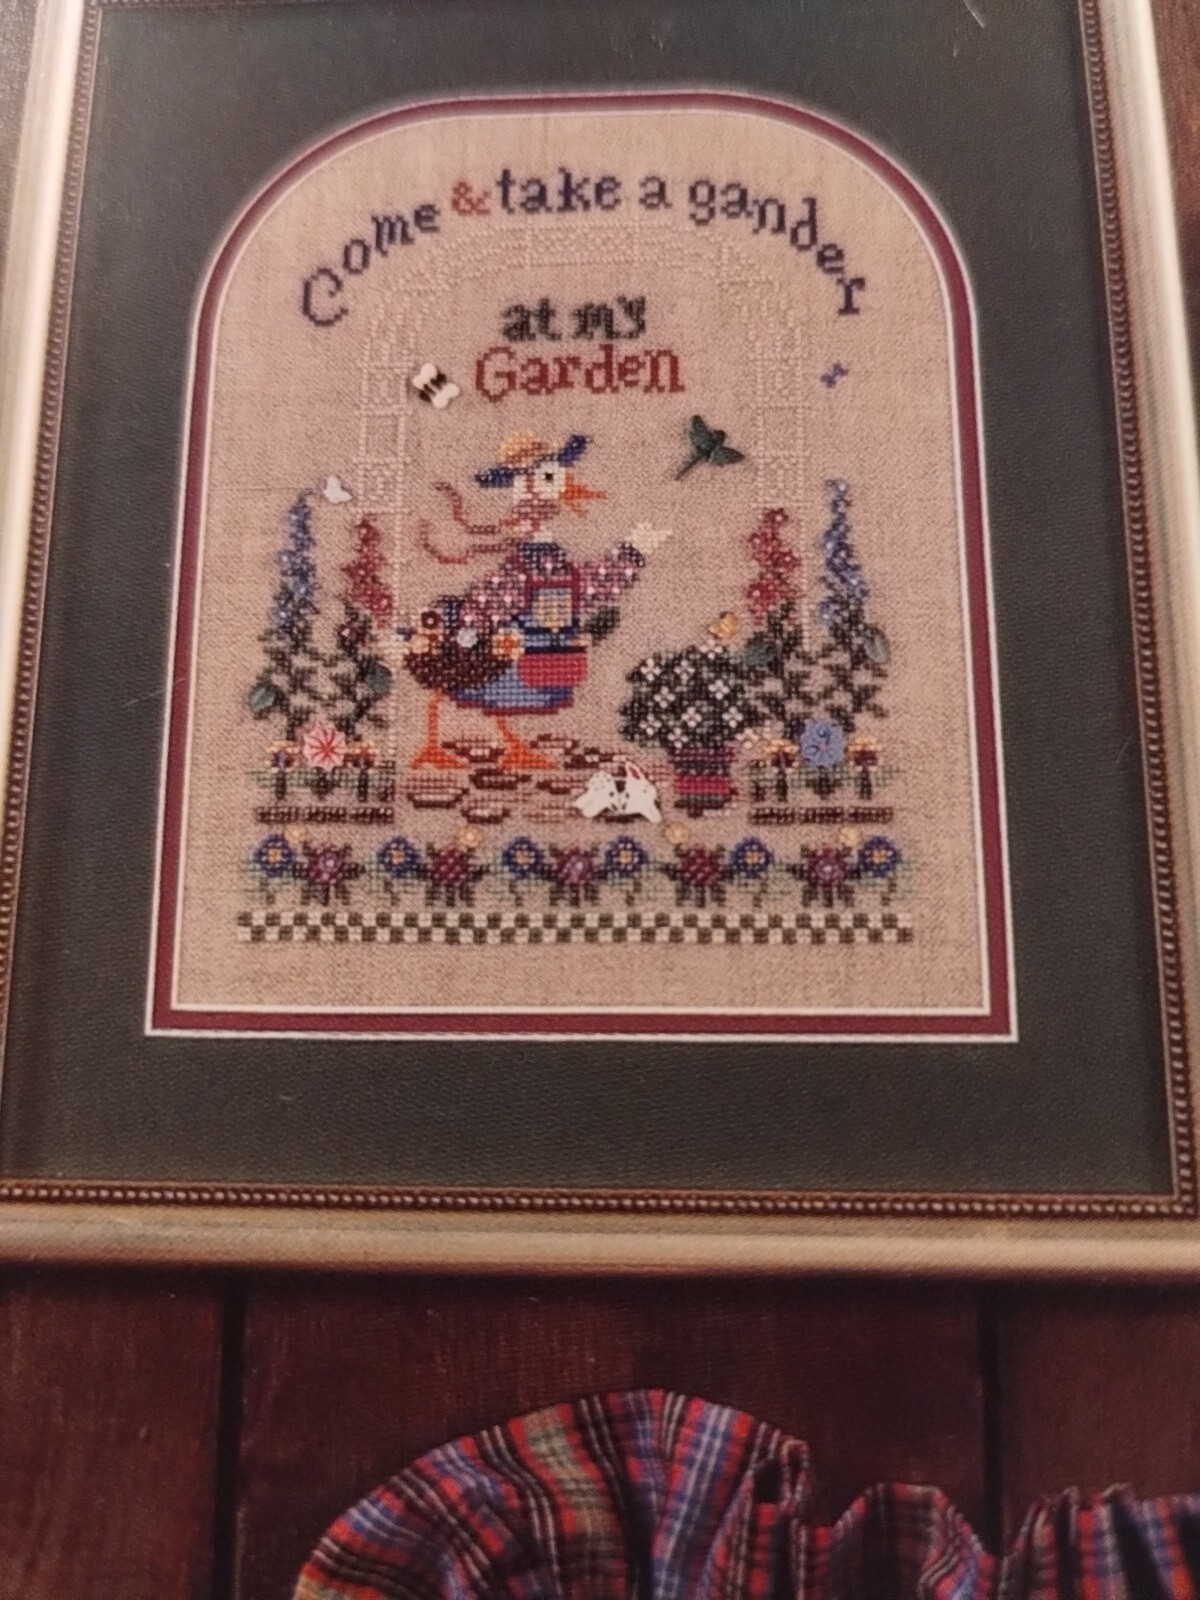 Come & take a gander
at my
Garden